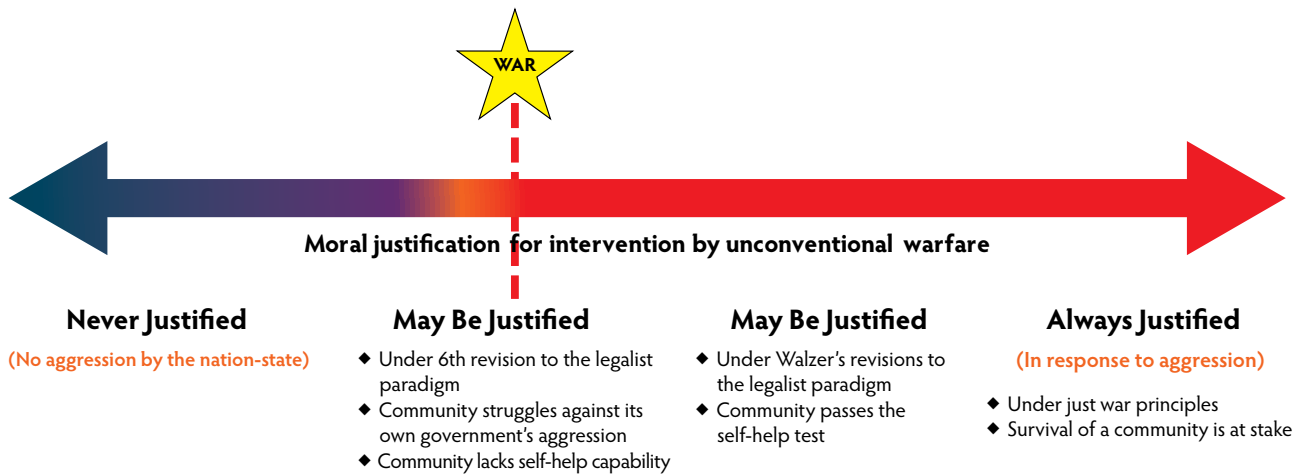 WAR
Moral justification for intervention by unconventional warfare
Never Justified
(No aggression by the nation-state)
May Be Justified
◆ Under 6th revision to the legalist
paradigm
◆ Community struggles against its
own government's aggression
◆ Community lacks self-help capability
May Be Justified
◆ Under Walzer's revisions to
the legalist paradigm
◆ Community passes the
self-help test
Always Justified
(In response to aggression)
◆ Under just war principles
◆ Survival of a community is at stake